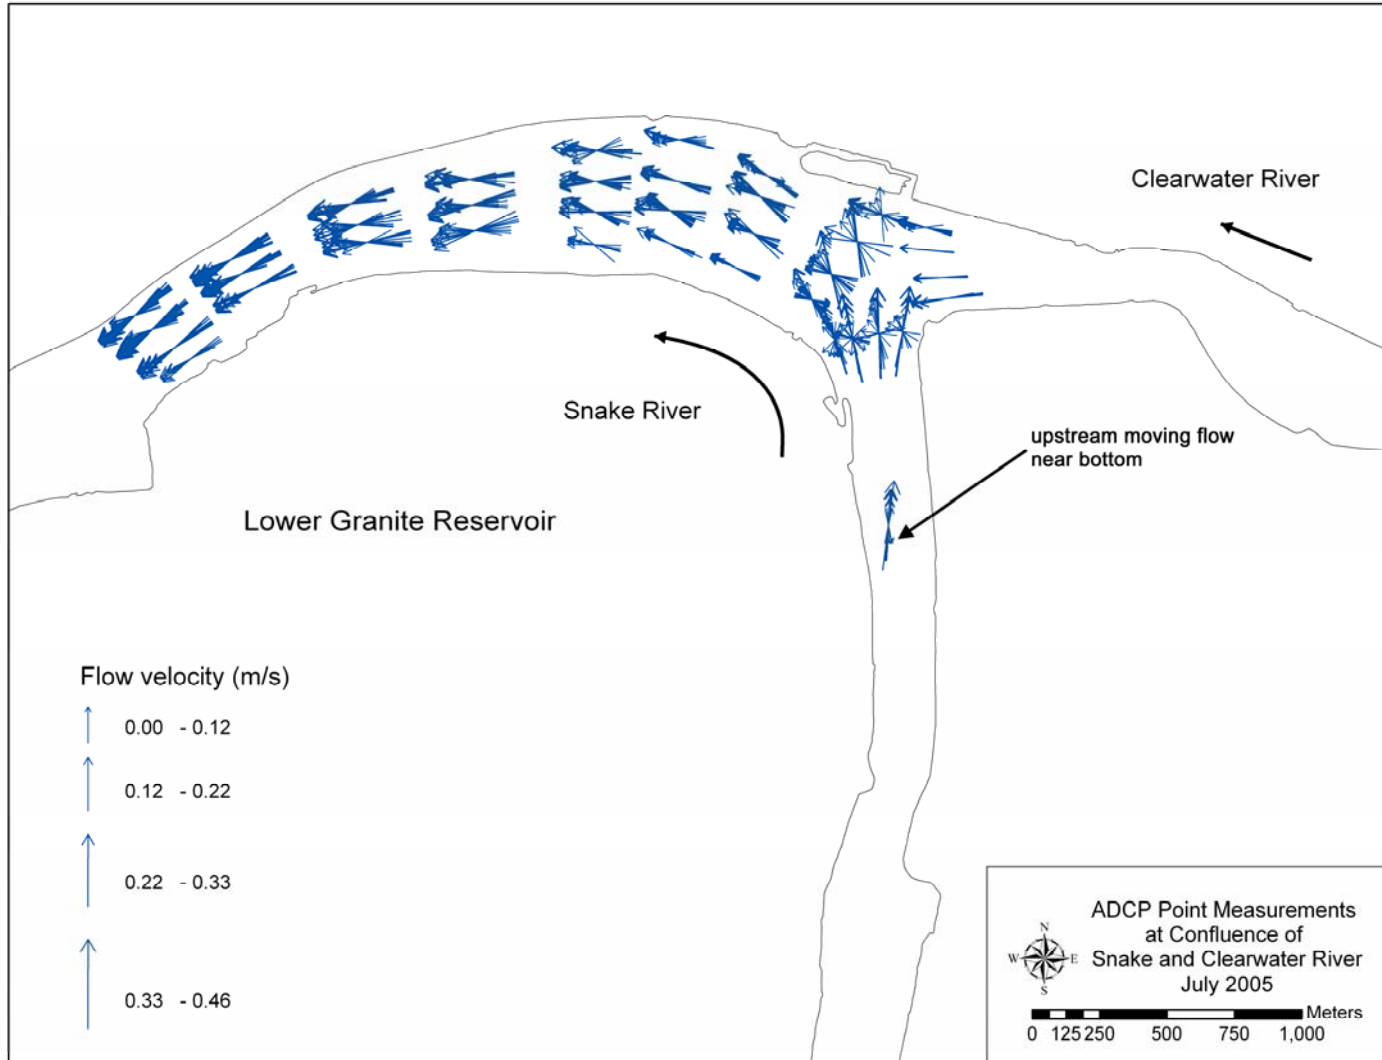 Clearwater River
Snake River
upstream moving flow
near bottom
Lower Granite Reservoir
Flow velocity (m/s)
0.00 - 0.12
0.12 - 0.22
0.22 - 0.33
0.33 - 0.46
ADCP Point Measurements
at Confluence of
Snake and Clearwater River
July 2005
N
W E
S
Meters
0 125 250 500 750 1,000